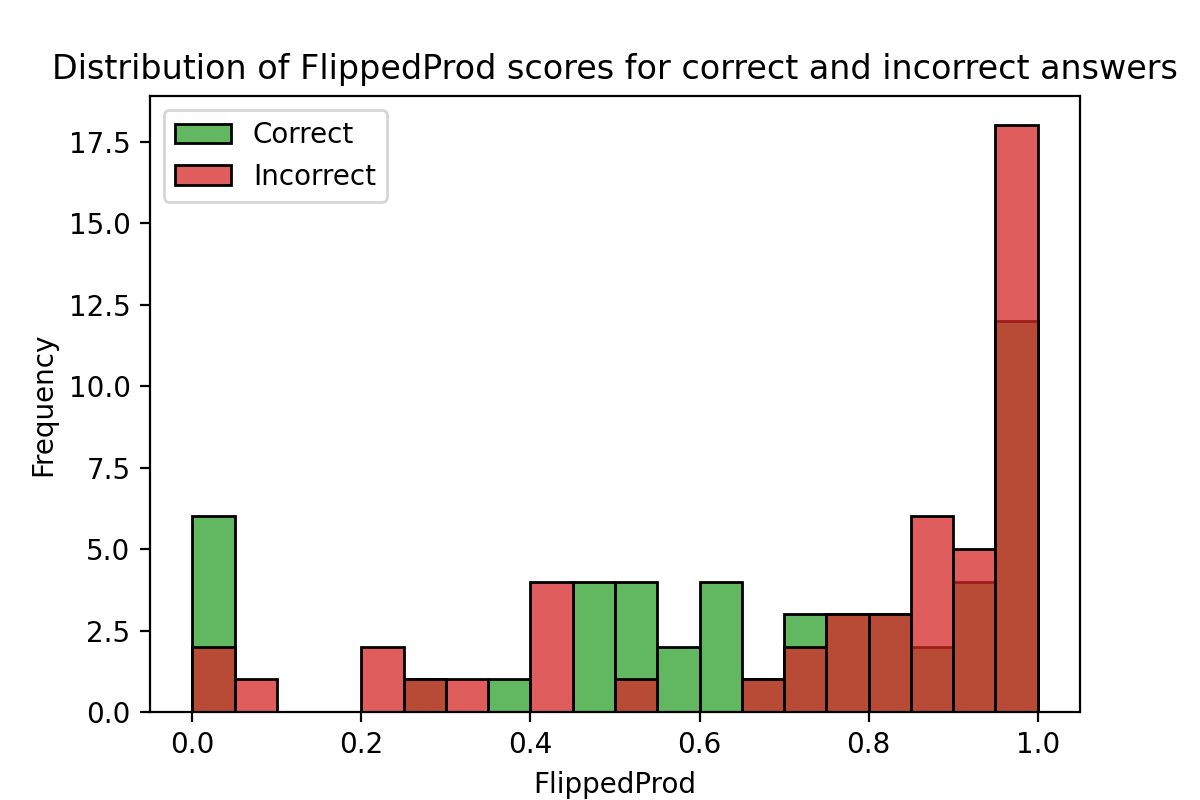 Distribution of FlippedProd scores for correct and incorrect answers
Correct
Incorrect
17.5
15.0
12.5
10.0
7.5
5.0
2.5
0.0
Frequency
0.0 0.2 0.4 0.6 0.8 1.0
FlippedProd